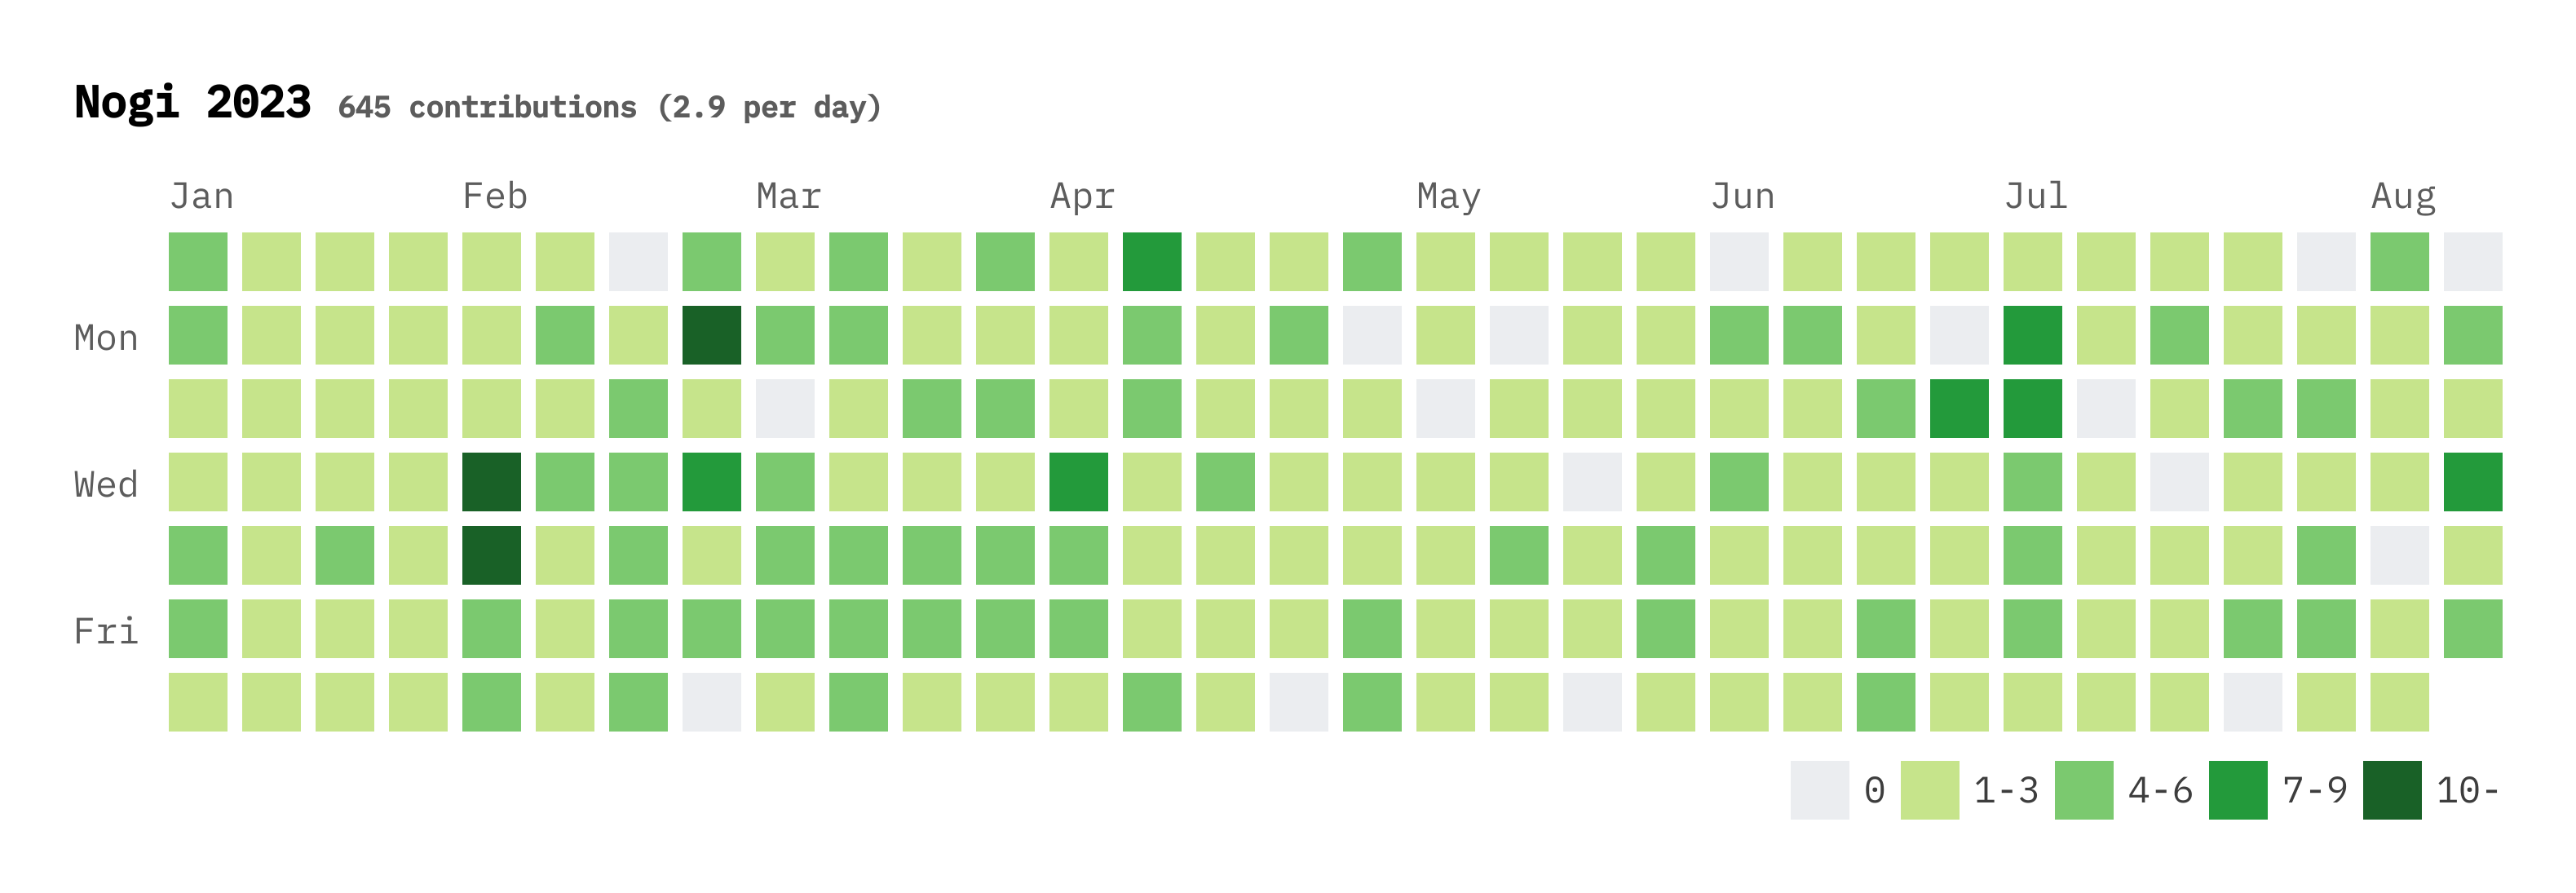 Nogi 2023 645 contributions (2.9 per day)
Jan Feb Mar Apr May Jun Jul Aug
Mon
Wed
Fri
0 1-3 4-6 7-9 10-